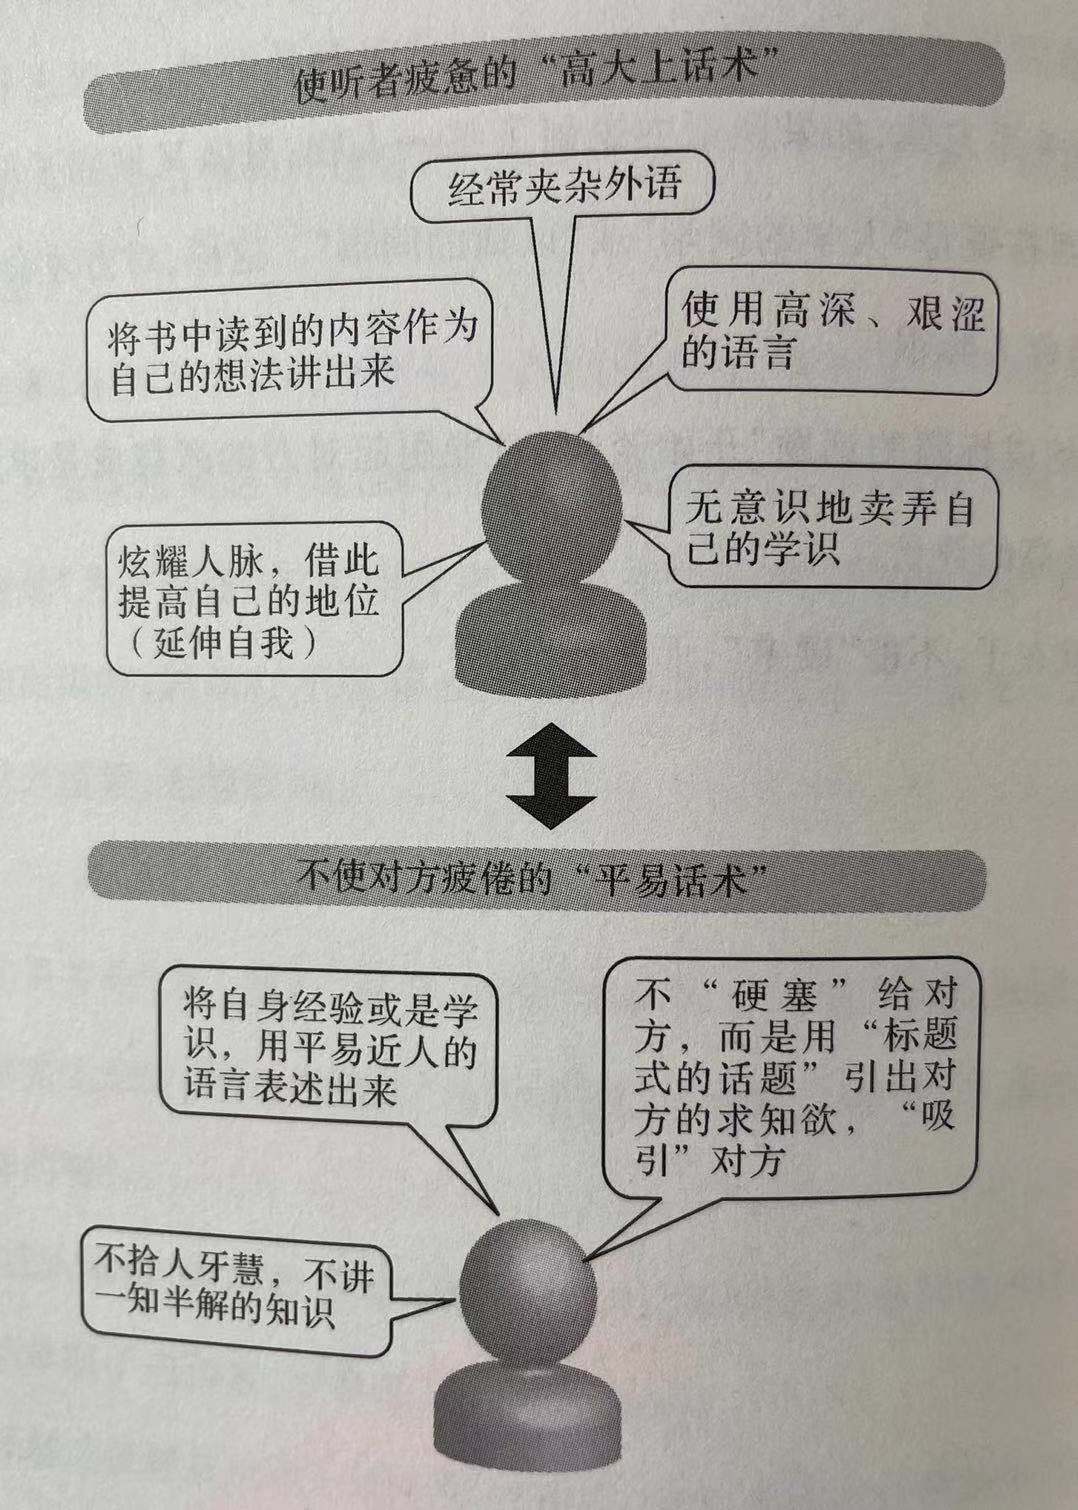 使听者疲惫的“高大上话术”
经常夹杂外语
将书中读到的内容作为
自己的想法讲出来
使用高深、艰涩
的语言
炫耀人脉，借此
提高自己的地位
（延伸自我）
无意识地卖弄自
己的学识
不使对方疲倦的“平易话术”
将自身经验或是学
识，用平易近人的
语言表述出来
不“硬塞”给对
方，而是用“标题
式的话题”引出对
方的求知欲，“吸
引”对方
不拾人牙慧，不讲
一知半解的知识